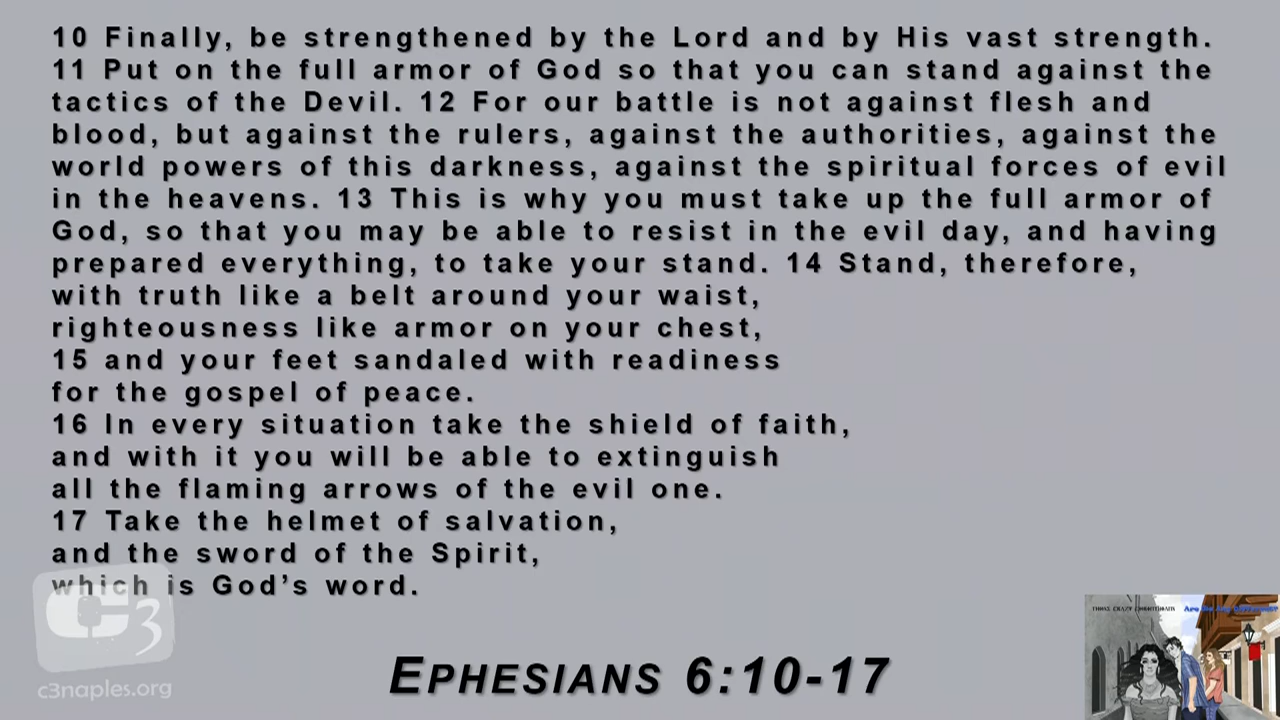 10 Finally, be strengthened by the Lord and by His vast strength.
11 Put on the full armor of God so that you can stand against the
tactics of the Devil. 12 For our battle is not against flesh and
blood, but against the rulers, against the authorities, against the
world powers of this darkness, against the spiritual forces of evil
in the heavens. 13 This is why you must take up the full armor of
God, so that you may be able to resist in the evil day, and having
prepared everything, to take your stand. 14 Stand, therefore,
with truth like a belt around your waist,
righteousness like armor on your chest,
15 and your feet sandaled with readiness
for the gospel of peace.
16 In every situation take the shield of faith,
and with it you will be able to extinguish
all the flaming arrows of the evil one.
17 Take the helmet of salvation,
and the sword of the Spirit,
which is God’s word.
C3
c3naples.org
EPHESIANS 6:10-17
THOSE CRAZY CORINTHIANS Are We Any Different?